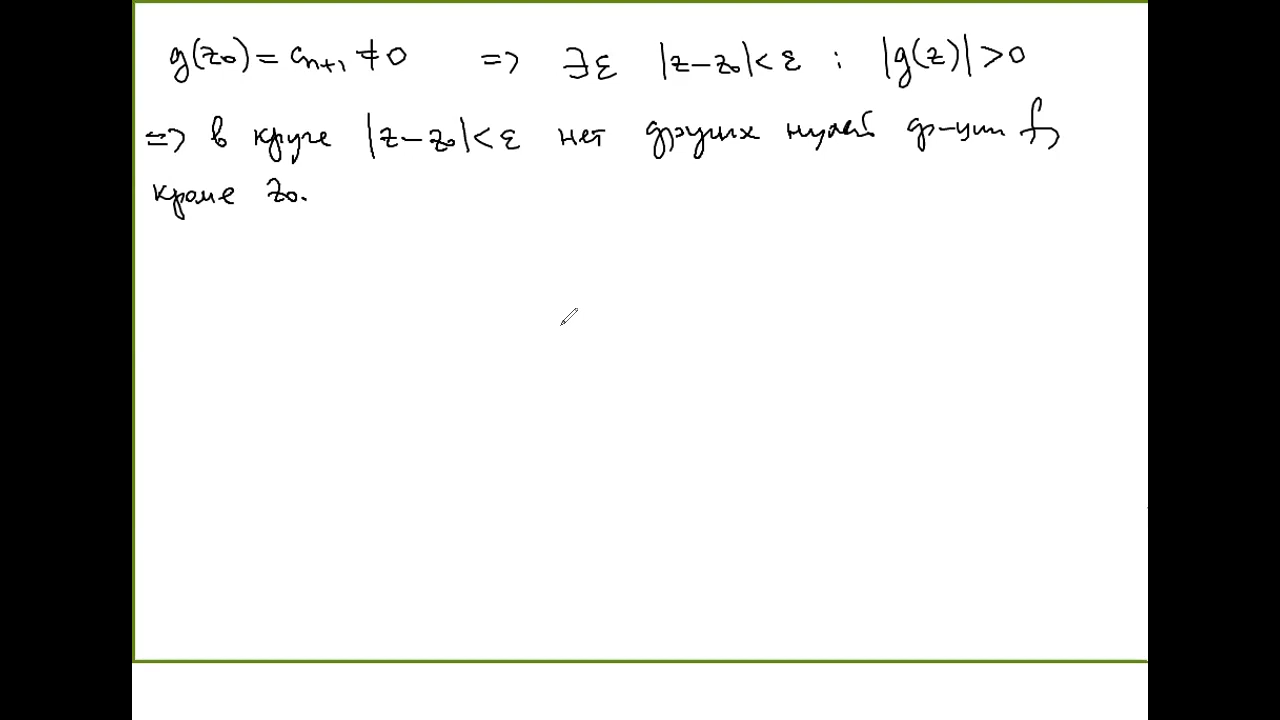 g(z₀) = cₙ₊₁ ≠ 0 => ∃ε |z-z₀|<ε : |g(z)|>0
=> в круге |z-z₀|<ε нет других нулей ф-ции f,
кроме z₀.